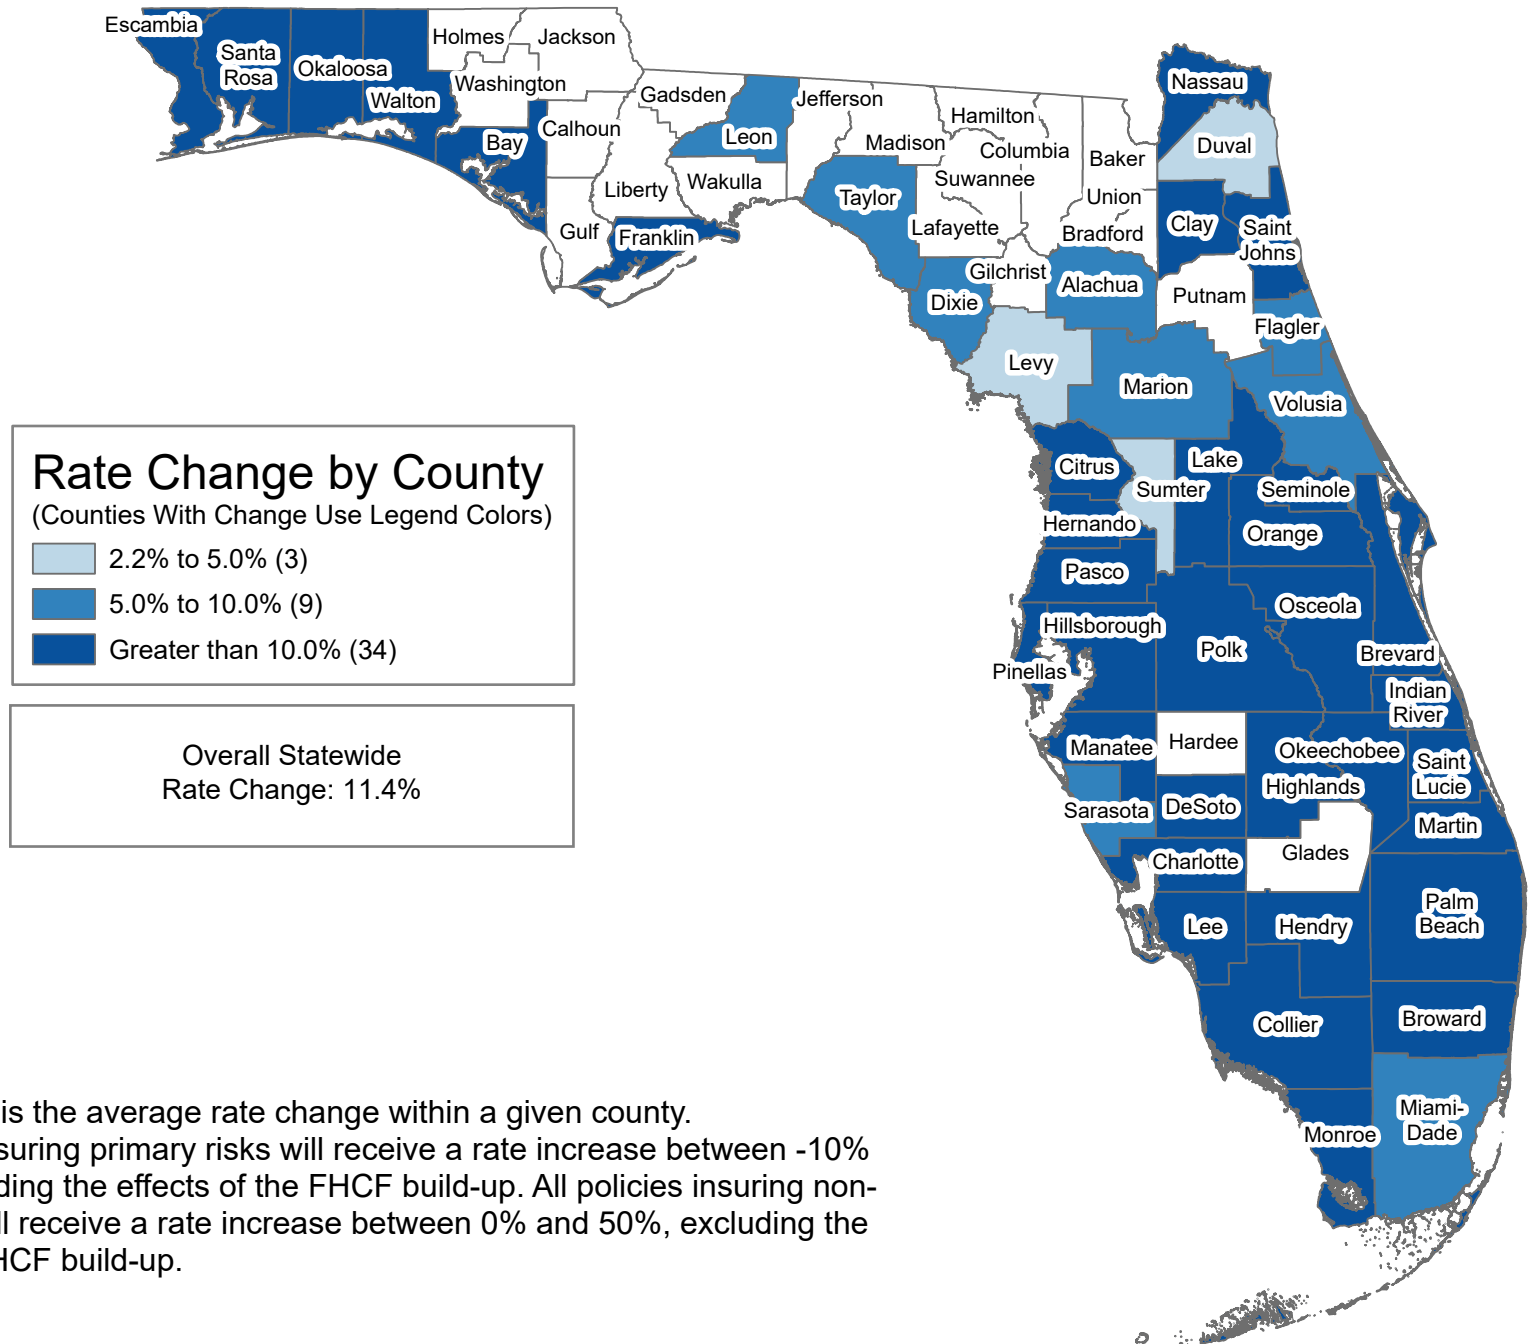 Escambia
Santa
Rosa
Okaloosa
Walton
Holmes
Jackson
Washington
Bay
Calhoun
Gulf
Liberty
Gadsden
Leon
Wakulla
Franklin
Jefferson
Madison
Taylor
Hamilton
Suwannee
Lafayette
Columbia
Baker
Union
Bradford
Nassau
Duval
Clay
Saint
Johns
Dixie
Gilchrist
Alachua
Putnam
Flagler
Levy
Marion
Volusia
Citrus
Sumter
Lake
Seminole
Hernando
Orange
Pasco
Osceola
Hillsborough
Polk
Brevard
Pinellas
Indian
River
Manatee
Hardee
Okeechobee
Highlands
Saint
Lucie
Sarasota
DeSoto
Martin
Charlotte
Glades
Lee
Hendry
Palm
Beach
Collier
Broward
Monroe
Miami-
Dade
Rate Change by County
(Counties With Change Use Legend Colors)
2.2% to 5.0% (3)
5.0% to 10.0% (9)
Greater than 10.0% (34)
Overall Statewide
Rate Change: 11.4%
is the average rate change within a given county.
suring primary risks will receive a rate increase between -10%
ding the effects of the FHCF build-up. All policies insuring non-
ll receive a rate increase between 0% and 50%, excluding the
HCF build-up.